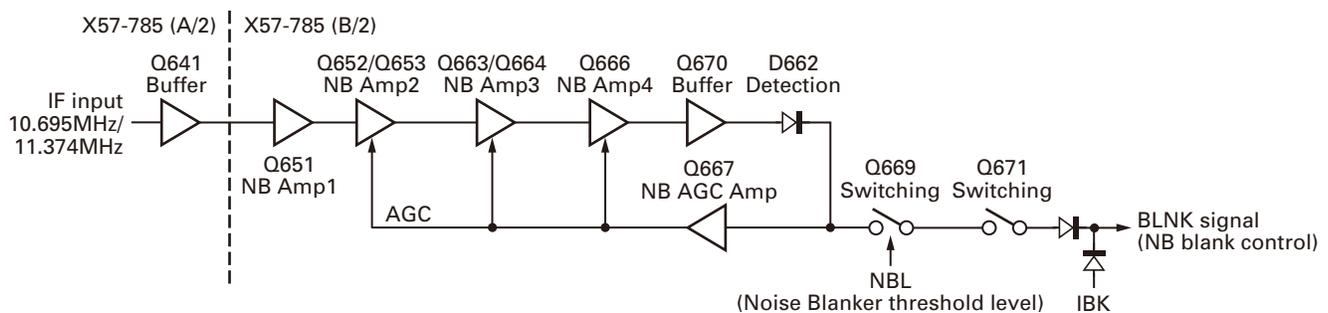 X57-785 (A/2)
X57-785 (B/2)
Q641
Buffer
Q652/Q653
NB Amp2
Q663/Q664
NB Amp3
Q666
NB Amp4
Q670
Buffer
D662
Detection
IF input
10.695MHz/
11.374MHz
Q651
NB Amp1
Q667
NB AGC Amp
Q669
Switching
Q671
Switching
AGC
BLNK signal
(NB blank control)
NBL
(Noise Blanker threshold level)
IBK